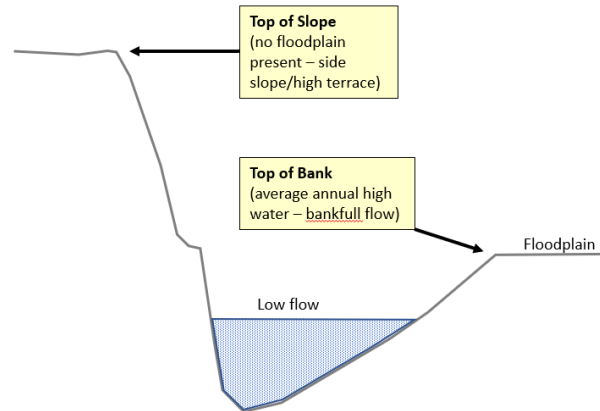 Top of Slope
(no floodplain
present – side
slope/high terrace)
Top of Bank
(average annual high
water – bankfull flow)
Floodplain
Low flow